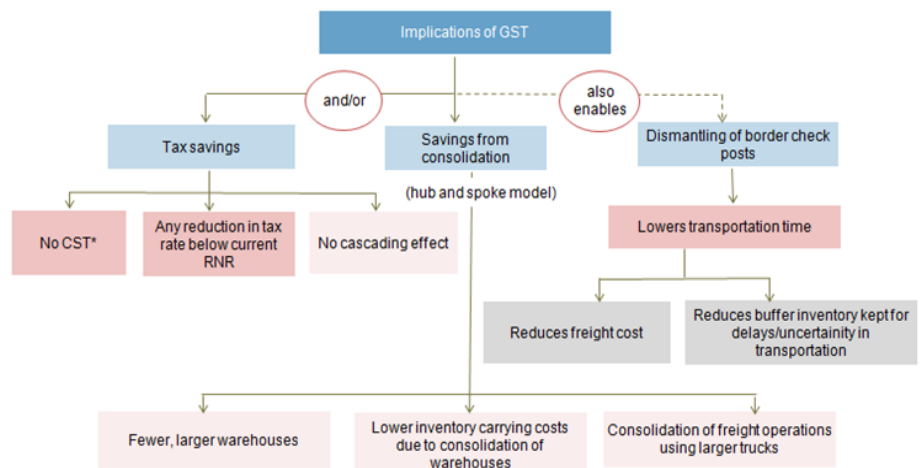 Implications of GST
and/or
also
enables
Tax savings
Savings from
consolidation
Dismantling of border check
posts
(hub and spoke model)
No CST*
Any reduction in tax
rate below current
RNR
No cascading effect
Lowers transportation time
Reduces freight cost
Reduces buffer inventory kept for
delays/uncertainity in
transportation
Fewer, larger warehouses
Lower inventory carrying costs
due to consolidation of
warehouses
Consolidation of freight operations
using larger trucks